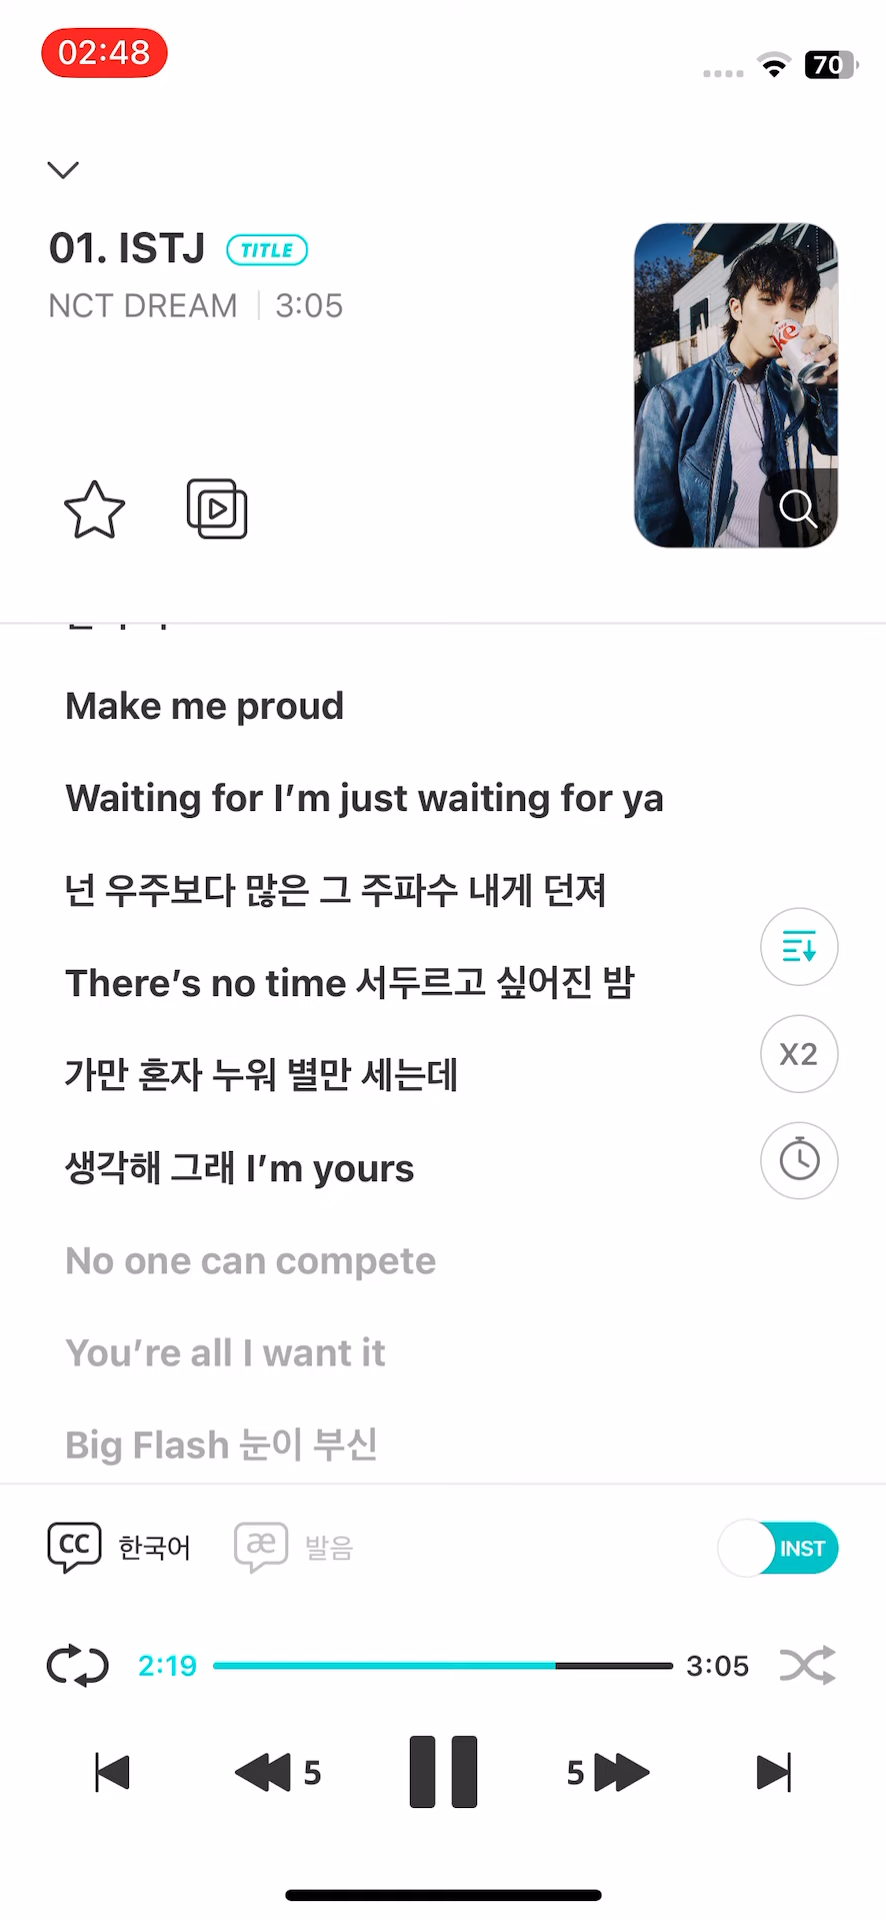 02:48
70
01. ISTJ TITLE
NCT DREAM | 3:05
Make me proud
Waiting for I’m just waiting for ya
넌 우주보다 많은 그 주파수 내게 던져
There’s no time 서두르고 싶어진 밤
가만 혼자 누워 별만 세는데
생각해 그래 I’m yours
No one can compete
You’re all I want it
Big Flash 눈이 부신
X2
CC 한국어 æ 발음 INST
2:19 3:05
5 5